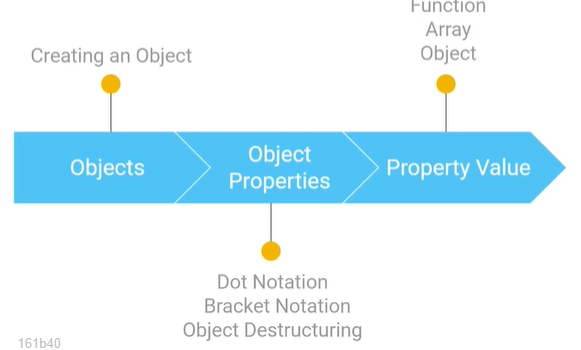 Function
Array
Object
Creating an Object
Objects
Object
Properties
Property Value
Dot Notation
Bracket Notation
Object Destructuring
161b40